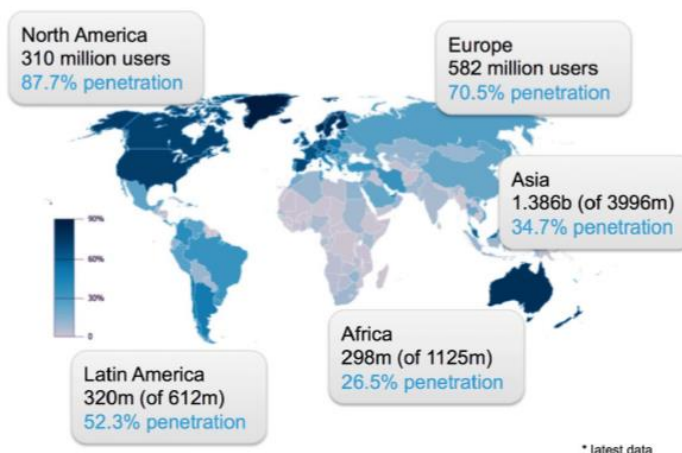 North America
310 million users
87.7% penetration
Europe
582 million users
70.5% penetration
Asia
1.386b (of 3996m)
34.7% penetration
90%
60%
30%
0
Africa
298m (of 1125m)
26.5% penetration
Latin America
320m (of 612m)
52.3% penetration
* latest data